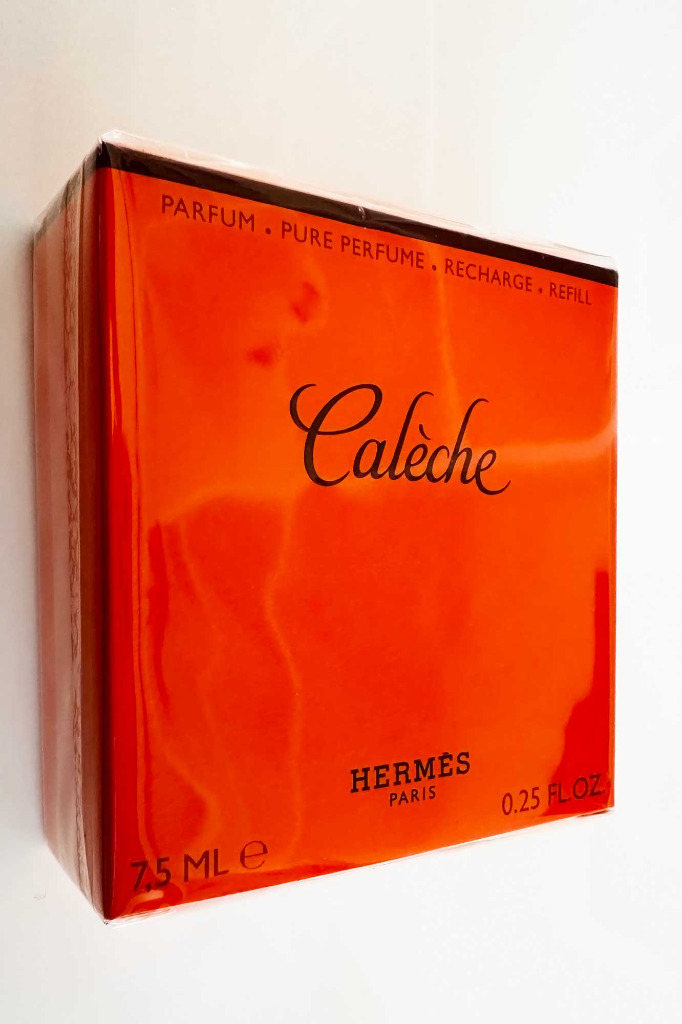 PARFUM • PURE PERFUME • RECHARGE • REFILL
Calèche
HERMÈS
PARIS
7,5 ML ℮
0.25 FL.OZ.